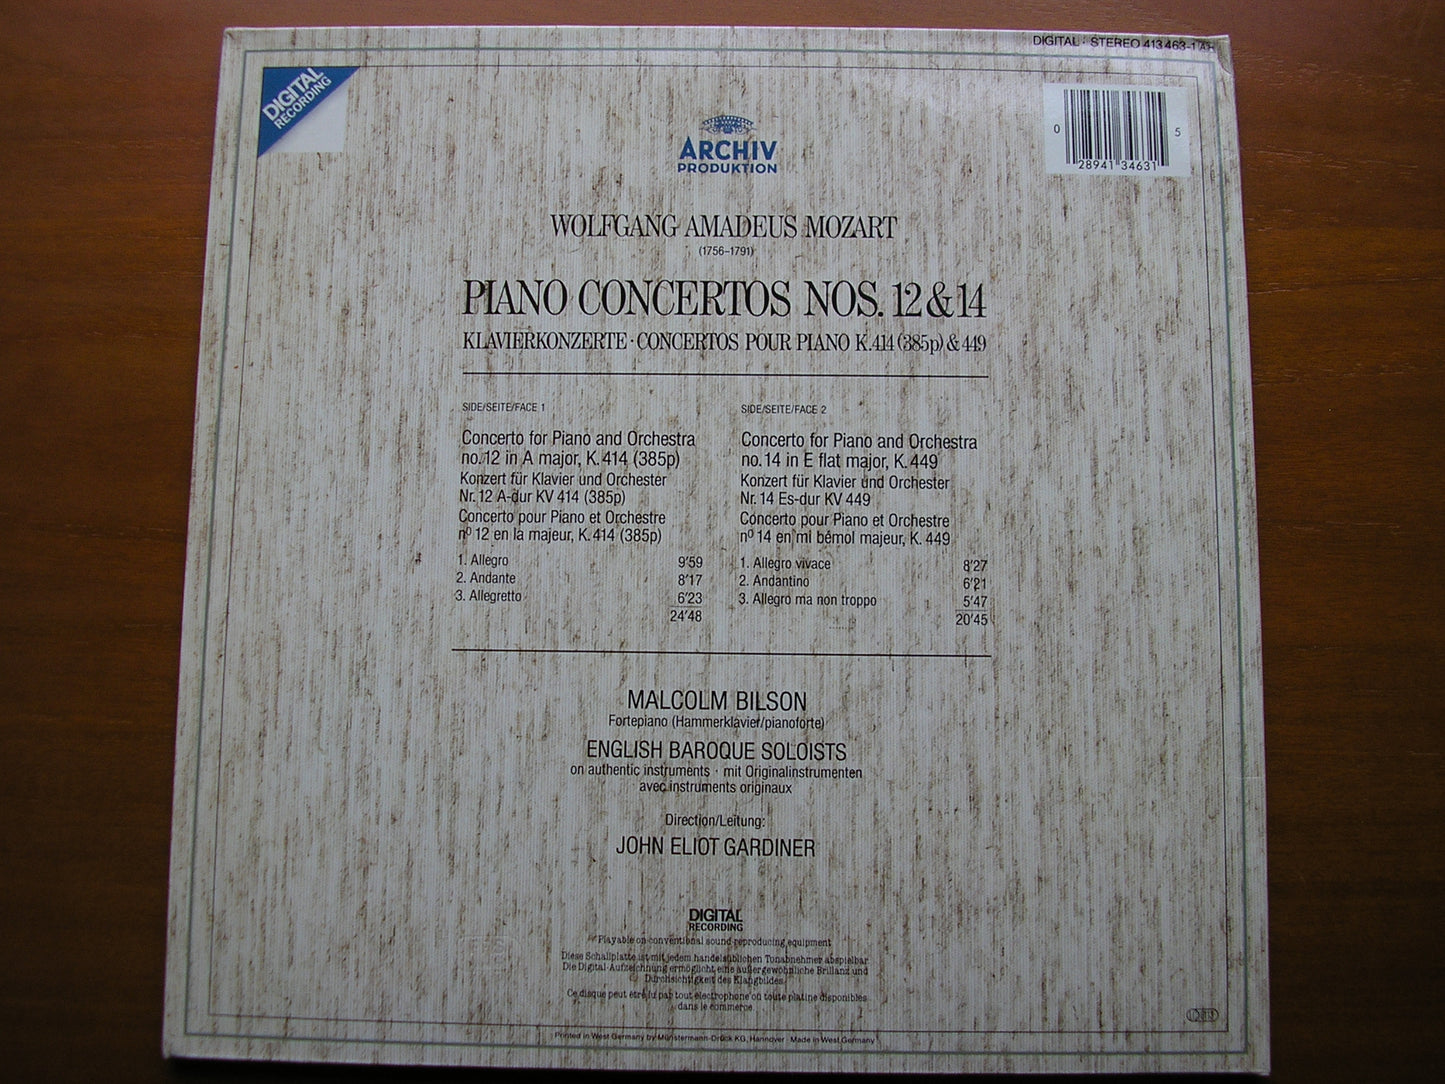 DIGITAL · STEREO 413 463-1 AH
DIGITAL
RECORDING
0 28941 34631 5
ARCHIV
PRODUKTION
WOLFGANG AMADEUS MOZART
(1756–1791)
PIANO CONCERTOS NOS. 12 & 14
KLAVIERKONZERTE · CONCERTOS POUR PIANO K.414 (385p) & 449
SIDE/SEITE/FACE 1
Concerto for Piano and Orchestra
no. 12 in A major, K. 414 (385p)
Konzert für Klavier und Orchester
Nr. 12 A-dur KV 414 (385p)
Concerto pour Piano et Orchestre
nº 12 en la majeur, K. 414 (385p)
1. Allegro 9'59
2. Andante 8'17
3. Allegretto 6'23
24'48
SIDE/SEITE/FACE 2
Concerto for Piano and Orchestra
no. 14 in E flat major, K. 449
Konzert für Klavier und Orchester
Nr. 14 Es-dur KV 449
Concerto pour Piano et Orchestre
nº 14 en mi bémol majeur, K. 449
1. Allegro vivace 8'27
2. Andantino 6'21
3. Allegro ma non troppo 5'47
20'45
MALCOLM BILSON
Fortepiano (Hammerklavier/pianoforte)
ENGLISH BAROQUE SOLOISTS
on authentic instruments · mit Originalinstrumenten
avec instruments originaux
Direction/Leitung:
JOHN ELIOT GARDINER
DIGITAL
RECORDING
Playable on conventional sound-reproducing equipment
Diese Schallplatte ist mit jedem handelsüblichen Tonabnehmer abspielbar
Die Digital-Aufzeichnung ermöglicht eine außergewöhnliche Brillanz und
Durchsichtigkeit des Klangbildes.
Ce disque peut être lu par tout électrophone ou toute platine disponibles
dans le commerce.
Printed in West Germany by Münstermann-Druck KG, Hannover · Made in West Germany